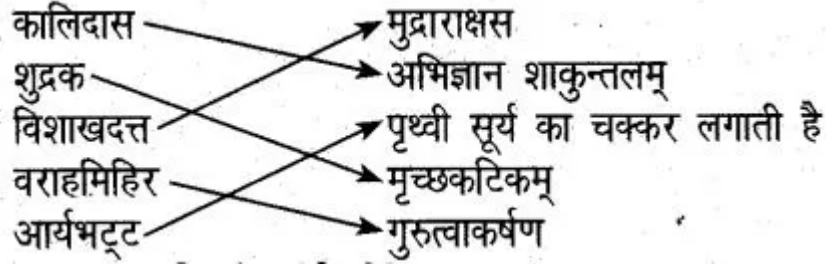 कालिदास मुद्राराक्षस
शुद्रक अभिज्ञान शाकुन्तलम्
विशाखदत्त पृथ्वी सूर्य का चक्कर लगाती है
वराहमिहिर मृच्छकटिकम्
आर्यभट्ट गुरुत्वाकर्षण